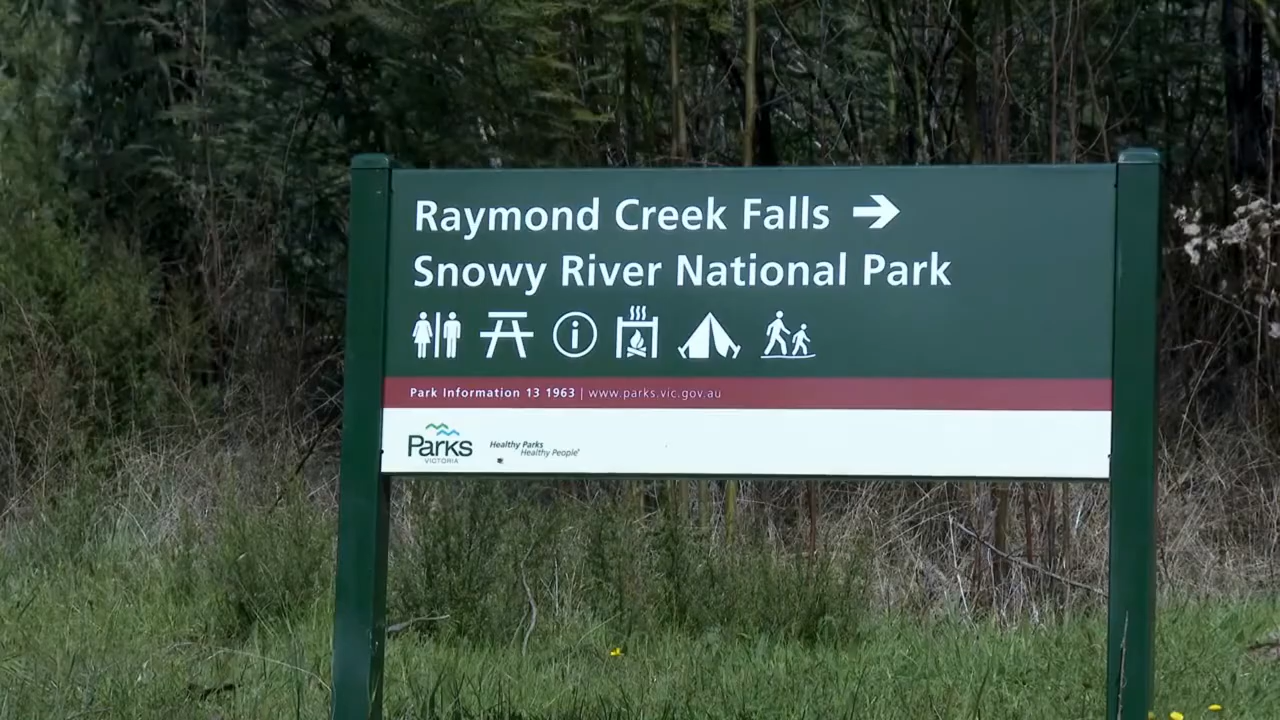 Raymond Creek Falls →
Snowy River National Park
Park Information 13 1963 | www.parks.vic.gov.au
Parks
VICTORIA
Healthy Parks
Healthy People®